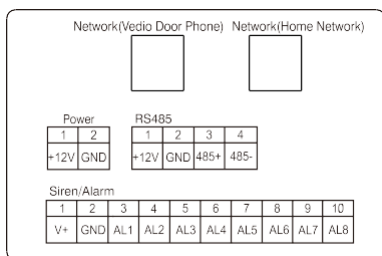 Network(Vedio Door Phone) Network(Home Network)
Power RS485
1 2 1 2 3 4
+12V GND +12V GND 485+ 485-
Siren/Alarm
1 2 3 4 5 6 7 8 9 10
V+ GND AL1 AL2 AL3 AL4 AL5 AL6 AL7 AL8